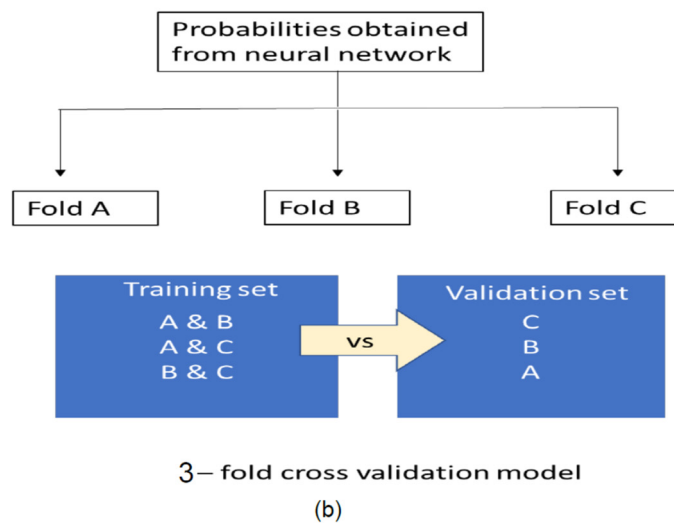 Probabilities obtained
from neural network
Fold A
Fold B
Fold C
Training set
A & B
A & C
B & C
vs
Validation set
C
B
A
3– fold cross validation model
(b)